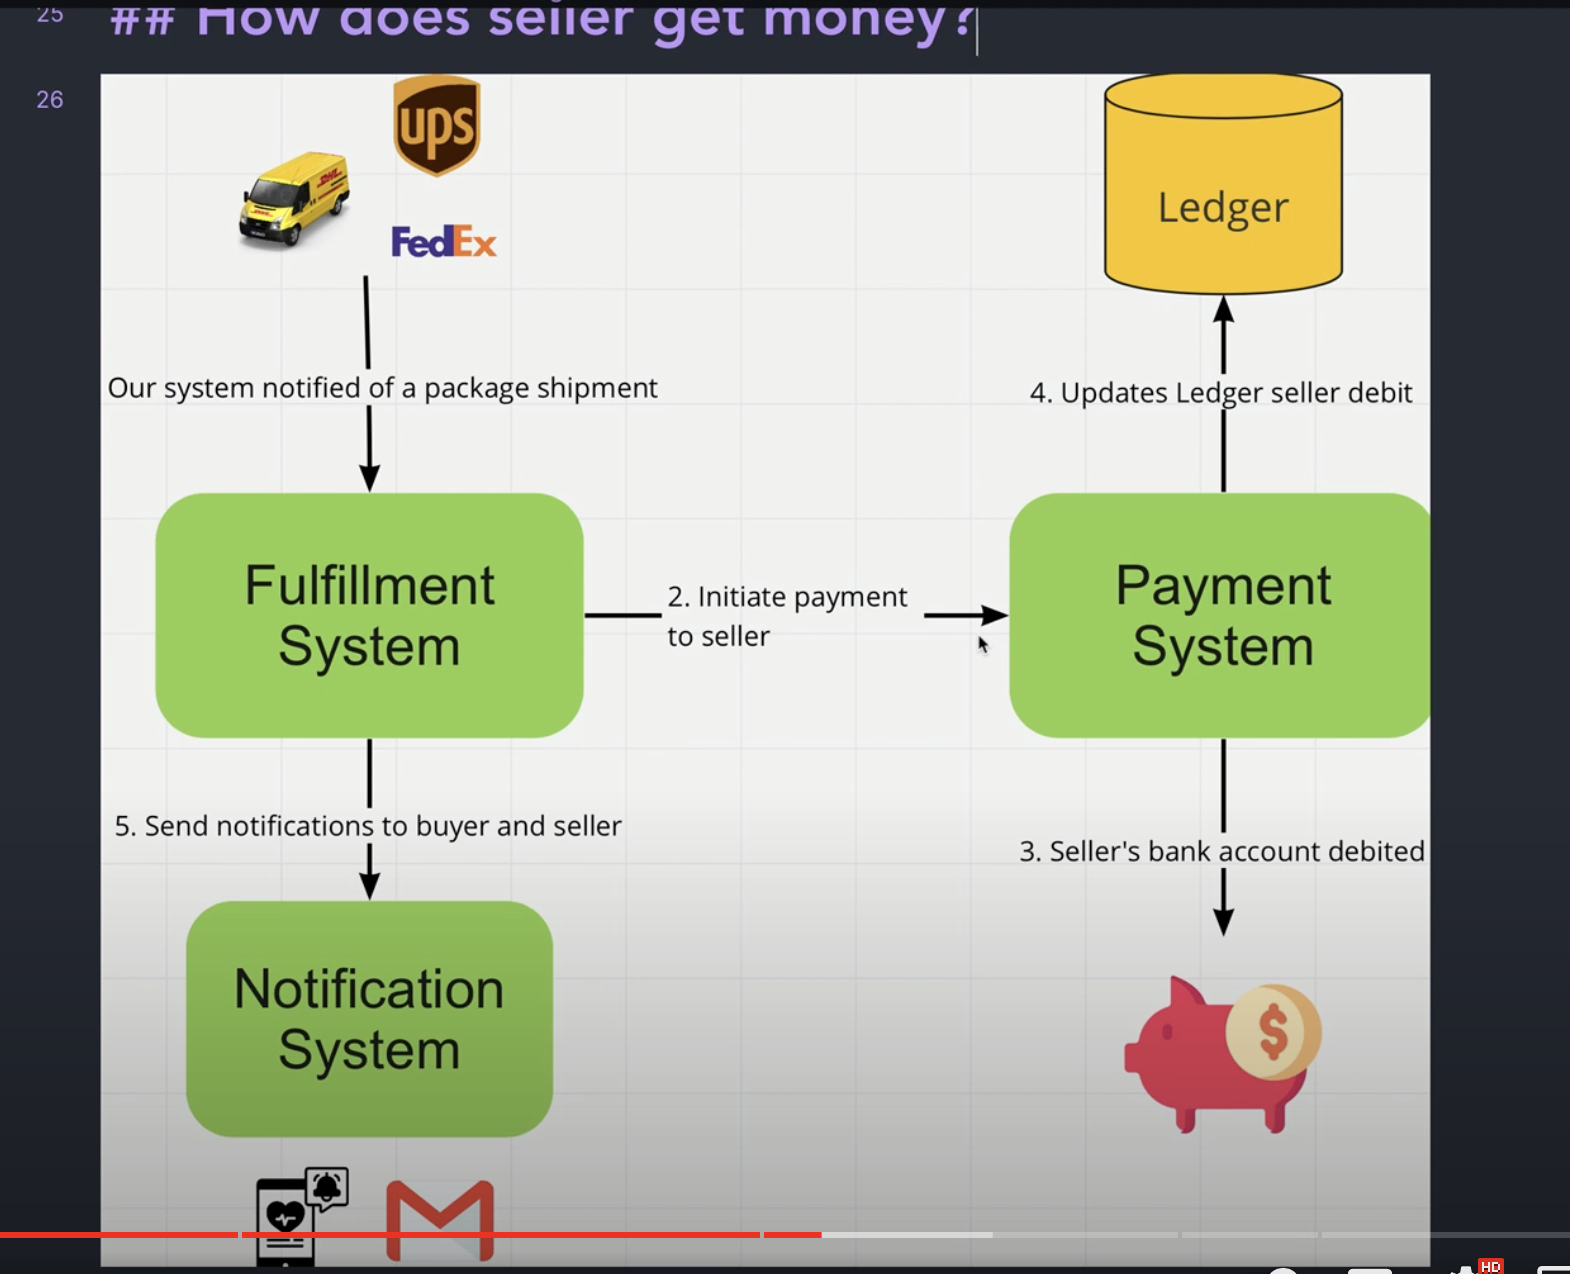 25
## How does seller get money?
26
ups
DHL
FedEx
Ledger
Our system notified of a package shipment
4. Updates Ledger seller debit
Fulfillment
System
2. Initiate payment
to seller
Payment
System
5. Send notifications to buyer and seller
3. Seller's bank account debited
Notification
System
$
HD